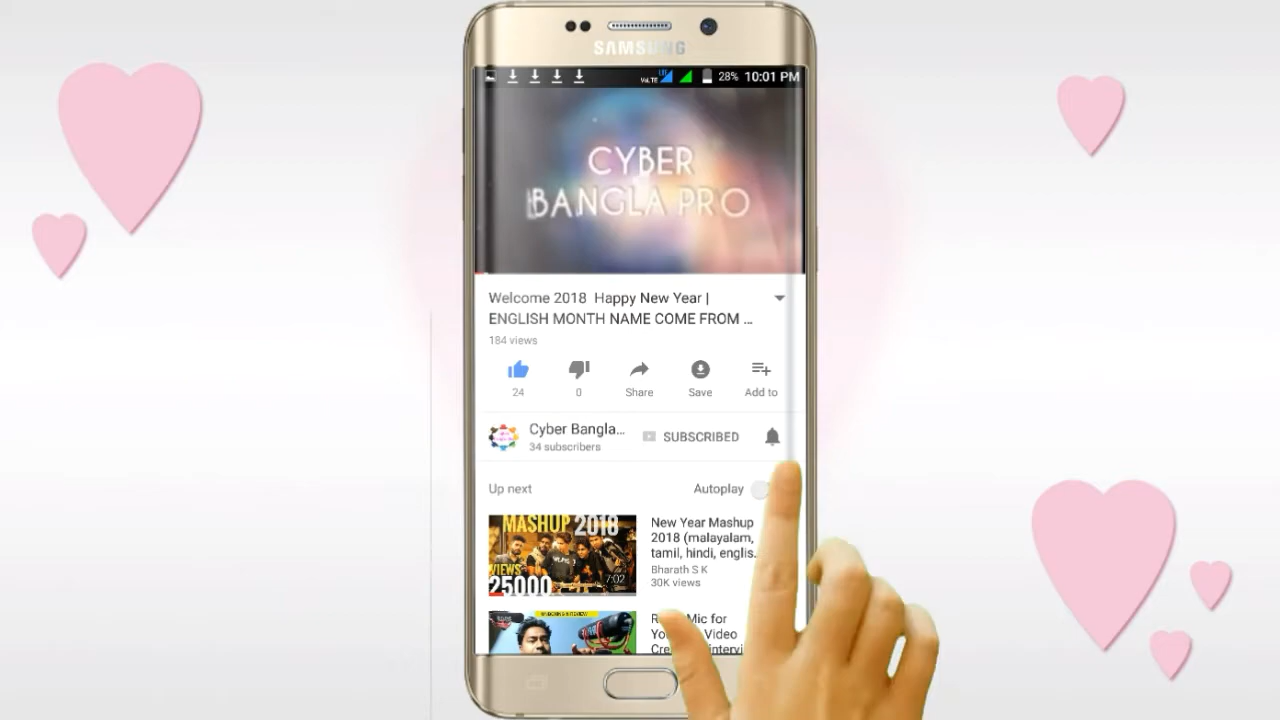 SAMSUNG
VoLTE LTE 28% 10:01 PM
CYBER
BANGLA PRO
Welcome 2018 Happy New Year |
ENGLISH MONTH NAME COME FROM ...
184 views
24 0 Share Save Add to
Cyber Bangla... SUBSCRIBED
34 subscribers
Up next Autoplay
MASHUP 2018
VIEWS
25000
7:02
New Year Mashup
2018 (malayalam,
tamil, hindi, englis...
Bharath S K
30K views
Mic for
Video